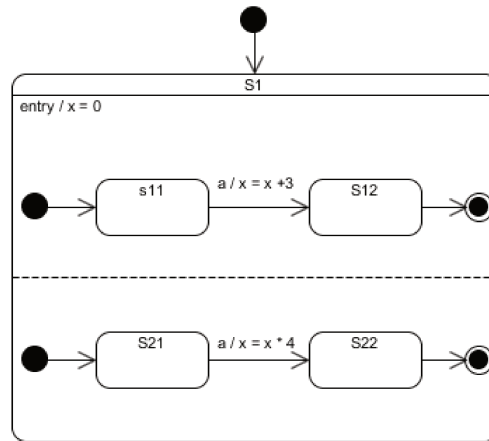 S1
entry / x = 0
s11
a / x = x +3
S12
S21
a / x = x * 4
S22